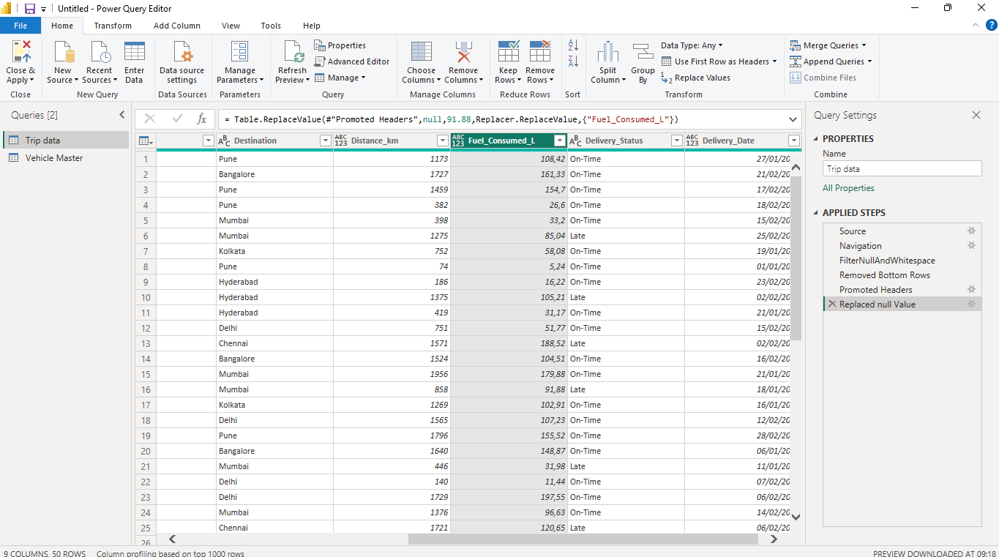 Untitled - Power Query Editor
File Home Transform Add Column View Tools Help
Close & Apply
New Source
Recent Sources
Enter Data
Data source settings
Manage Parameters
Refresh Preview
Properties
Advanced Editor
Manage
Choose Columns
Remove Columns
Keep Rows
Remove Rows
Split Column
Group By
Data Type: Any
Use First Row as Headers
Replace Values
Merge Queries
Append Queries
Combine Files
Close New Query Data Sources Parameters Query Manage Columns Reduce Rows Sort Transform Combine
Queries [2]
Trip data
Vehicle Master
= Table.ReplaceValue(#"Promoted Headers",null,91.88,Replacer.ReplaceValue,{"Fuel_Consumed_L"})
Destination Distance_km Fuel_Consumed_L Delivery_Status Delivery_Date
1 Pune 1173 108,42 On-Time 27/01/20
2 Bangalore 1727 161,33 On-Time 21/02/20
3 Pune 1459 154,7 On-Time 17/02/20
4 Pune 382 26,6 On-Time 18/02/20
5 Mumbai 398 33,2 On-Time 15/02/20
6 Mumbai 1275 85,04 Late 25/02/20
7 Kolkata 752 58,08 On-Time 19/01/20
8 Pune 74 5,24 On-Time 01/01/20
9 Hyderabad 186 16,22 On-Time 23/02/20
10 Hyderabad 1375 105,21 Late 02/02/20
11 Hyderabad 419 31,17 On-Time 21/01/20
12 Delhi 751 51,77 On-Time 15/02/20
13 Chennai 1571 188,52 Late 02/02/20
14 Bangalore 1524 104,51 On-Time 16/02/20
15 Mumbai 1956 179,88 On-Time 21/01/20
16 Mumbai 858 91,88 Late 18/01/20
17 Kolkata 1269 102,91 On-Time 16/01/20
18 Delhi 1565 107,23 On-Time 12/02/20
19 Pune 1796 155,52 On-Time 28/02/20
20 Bangalore 1640 148,87 On-Time 06/01/20
21 Mumbai 446 31,98 Late 11/01/20
22 Delhi 140 11,44 On-Time 07/02/20
23 Delhi 1729 197,55 On-Time 06/02/20
24 Mumbai 1376 96,63 On-Time 14/02/20
25 Chennai 1721 120,65 Late 06/02/20
26
Query Settings
PROPERTIES
Name
Trip data
All Properties
APPLIED STEPS
Source
Navigation
FilterNullAndWhitespace
Removed Bottom Rows
Promoted Headers
Replaced null Value
9 COLUMNS, 50 ROWS Column profiling based on top 1000 rows PREVIEW DOWNLOADED AT 09:18